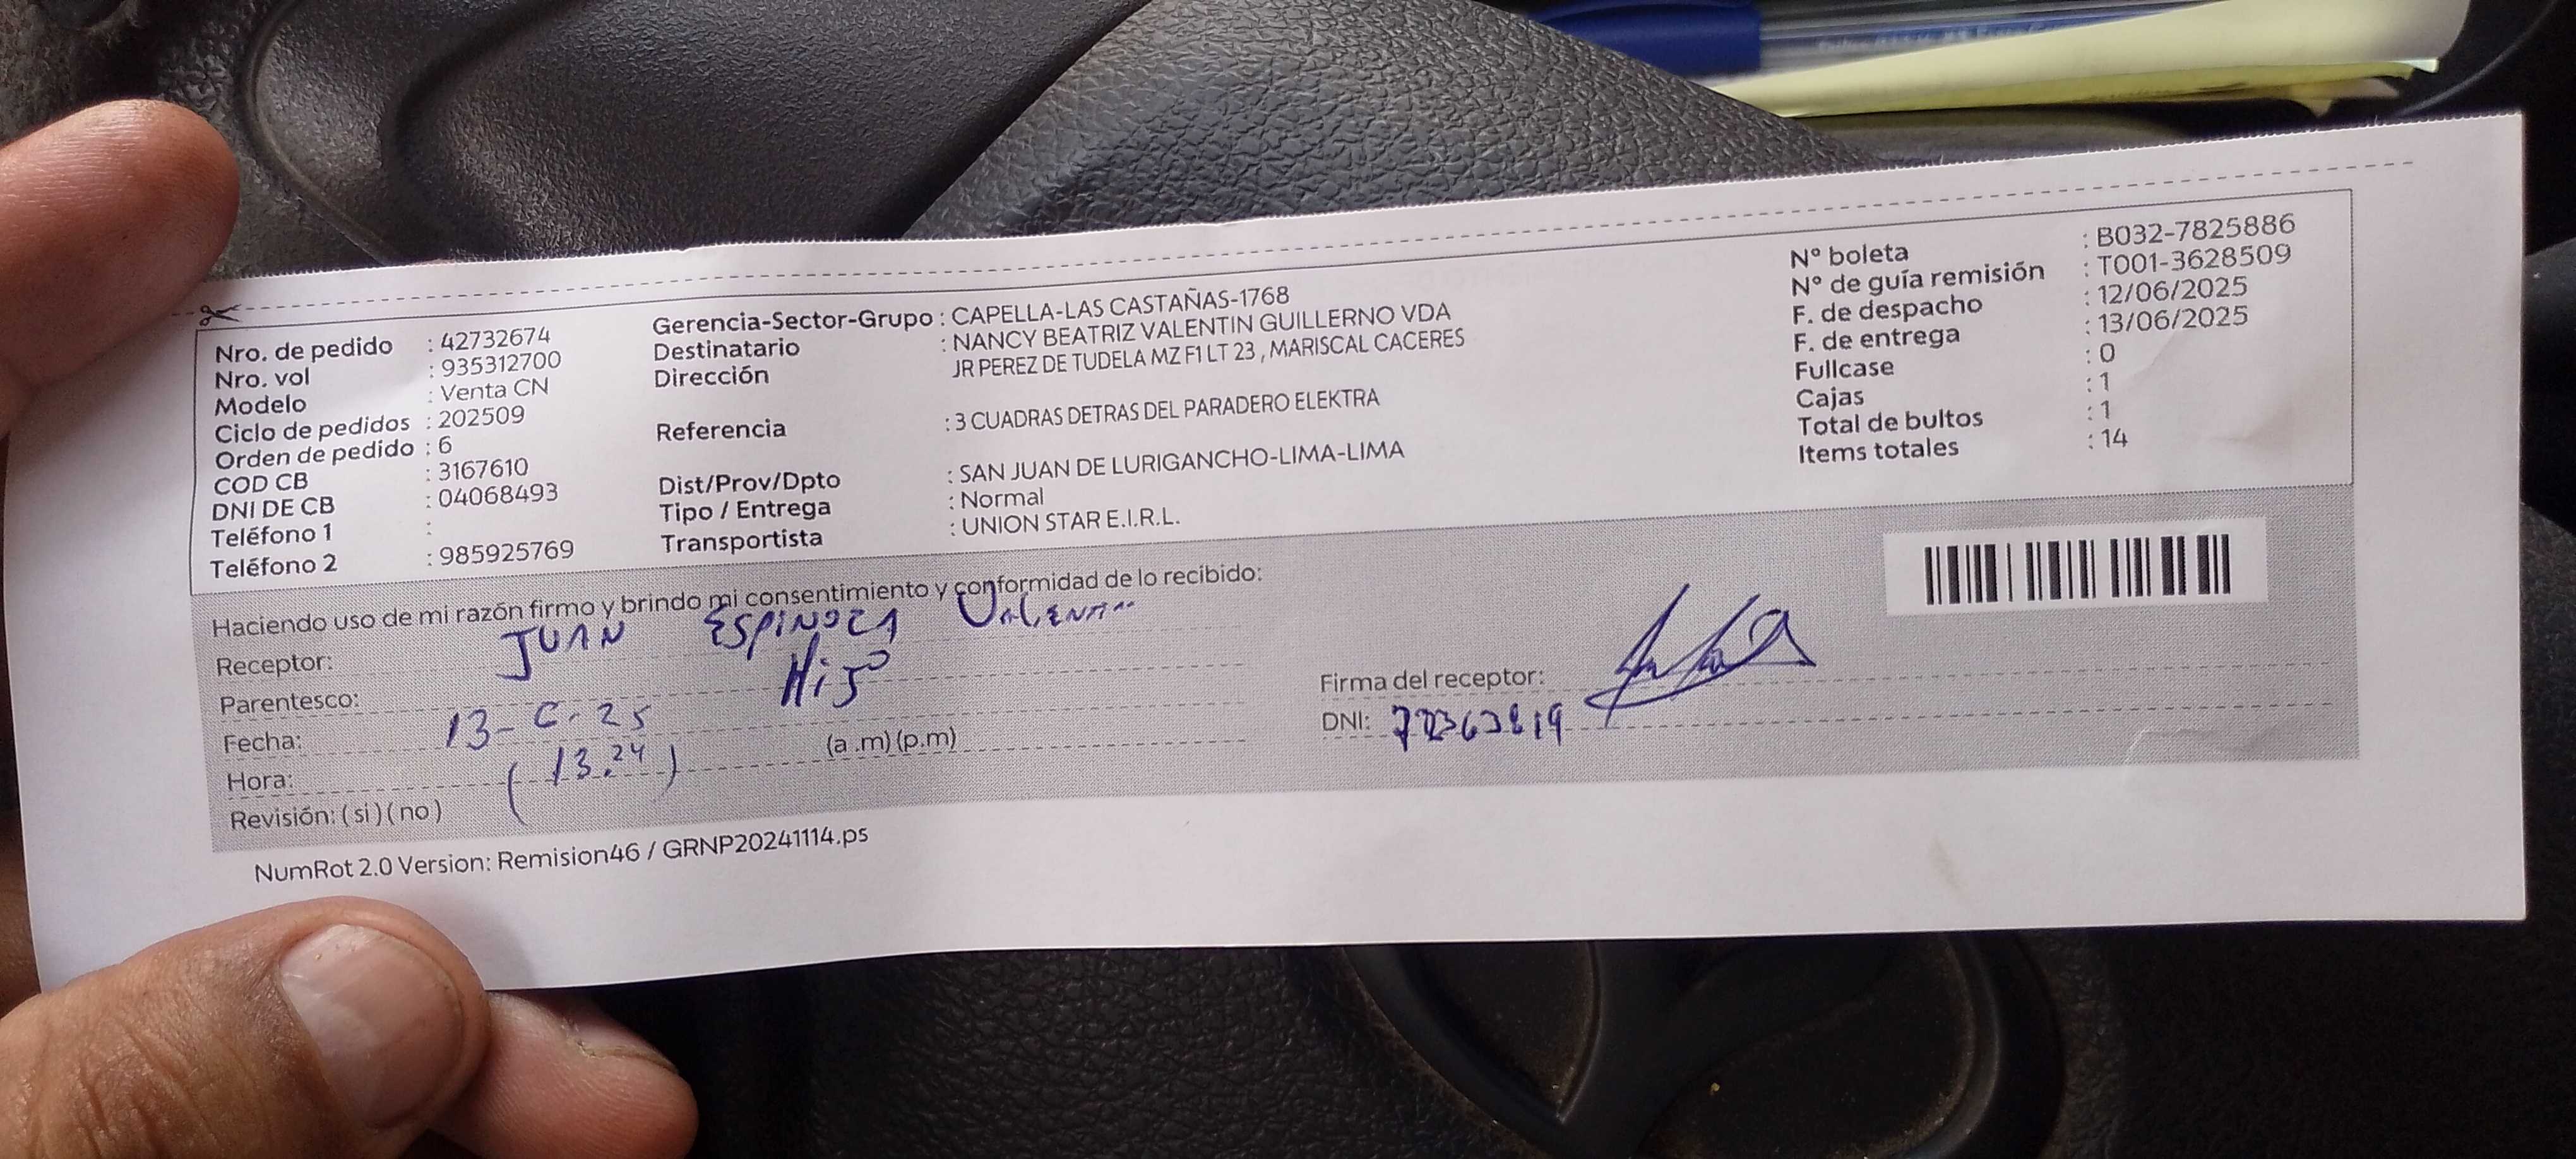 Nro. de pedido : 42732674
Nro. vol : 935312700
Modelo : Venta CN
Ciclo de pedidos : 202509
Orden de pedido : 6
COD CB : 3167610
DNI DE CB : 04068493
Teléfono 1 :
Teléfono 2 : 985925769
Gerencia-Sector-Grupo : CAPELLA-LAS CASTAÑAS-1768
Destinatario : NANCY BEATRIZ VALENTIN GUILLERNO VDA
Dirección JR PEREZ DE TUDELA MZ F1 LT 23 , MARISCAL CACERES
Referencia : 3 CUADRAS DETRAS DEL PARADERO ELEKTRA
Dist/Prov/Dpto : SAN JUAN DE LURIGANCHO-LIMA-LIMA
Tipo / Entrega : Normal
Transportista : UNION STAR E.I.R.L.
Nº boleta : B032-7825886
Nº de guía remisión : T001-3628509
F. de despacho : 12/06/2025
F. de entrega : 13/06/2025
Fullcase : 0
Cajas : 1
Total de bultos : 1
Items totales : 14
Haciendo uso de mi razón firmo y brindo mi consentimiento y conformidad de lo recibido:
Receptor: JUAN ESPINOZA
Parentesco: Hijo
Fecha: 13-6-25
Hora: (13.24) (a .m) (p.m)
Revisión: ( si ) ( no )
Firma del receptor:
DNI:
NumRot 2.0 Version: Remision46 / GRNP20241114.ps